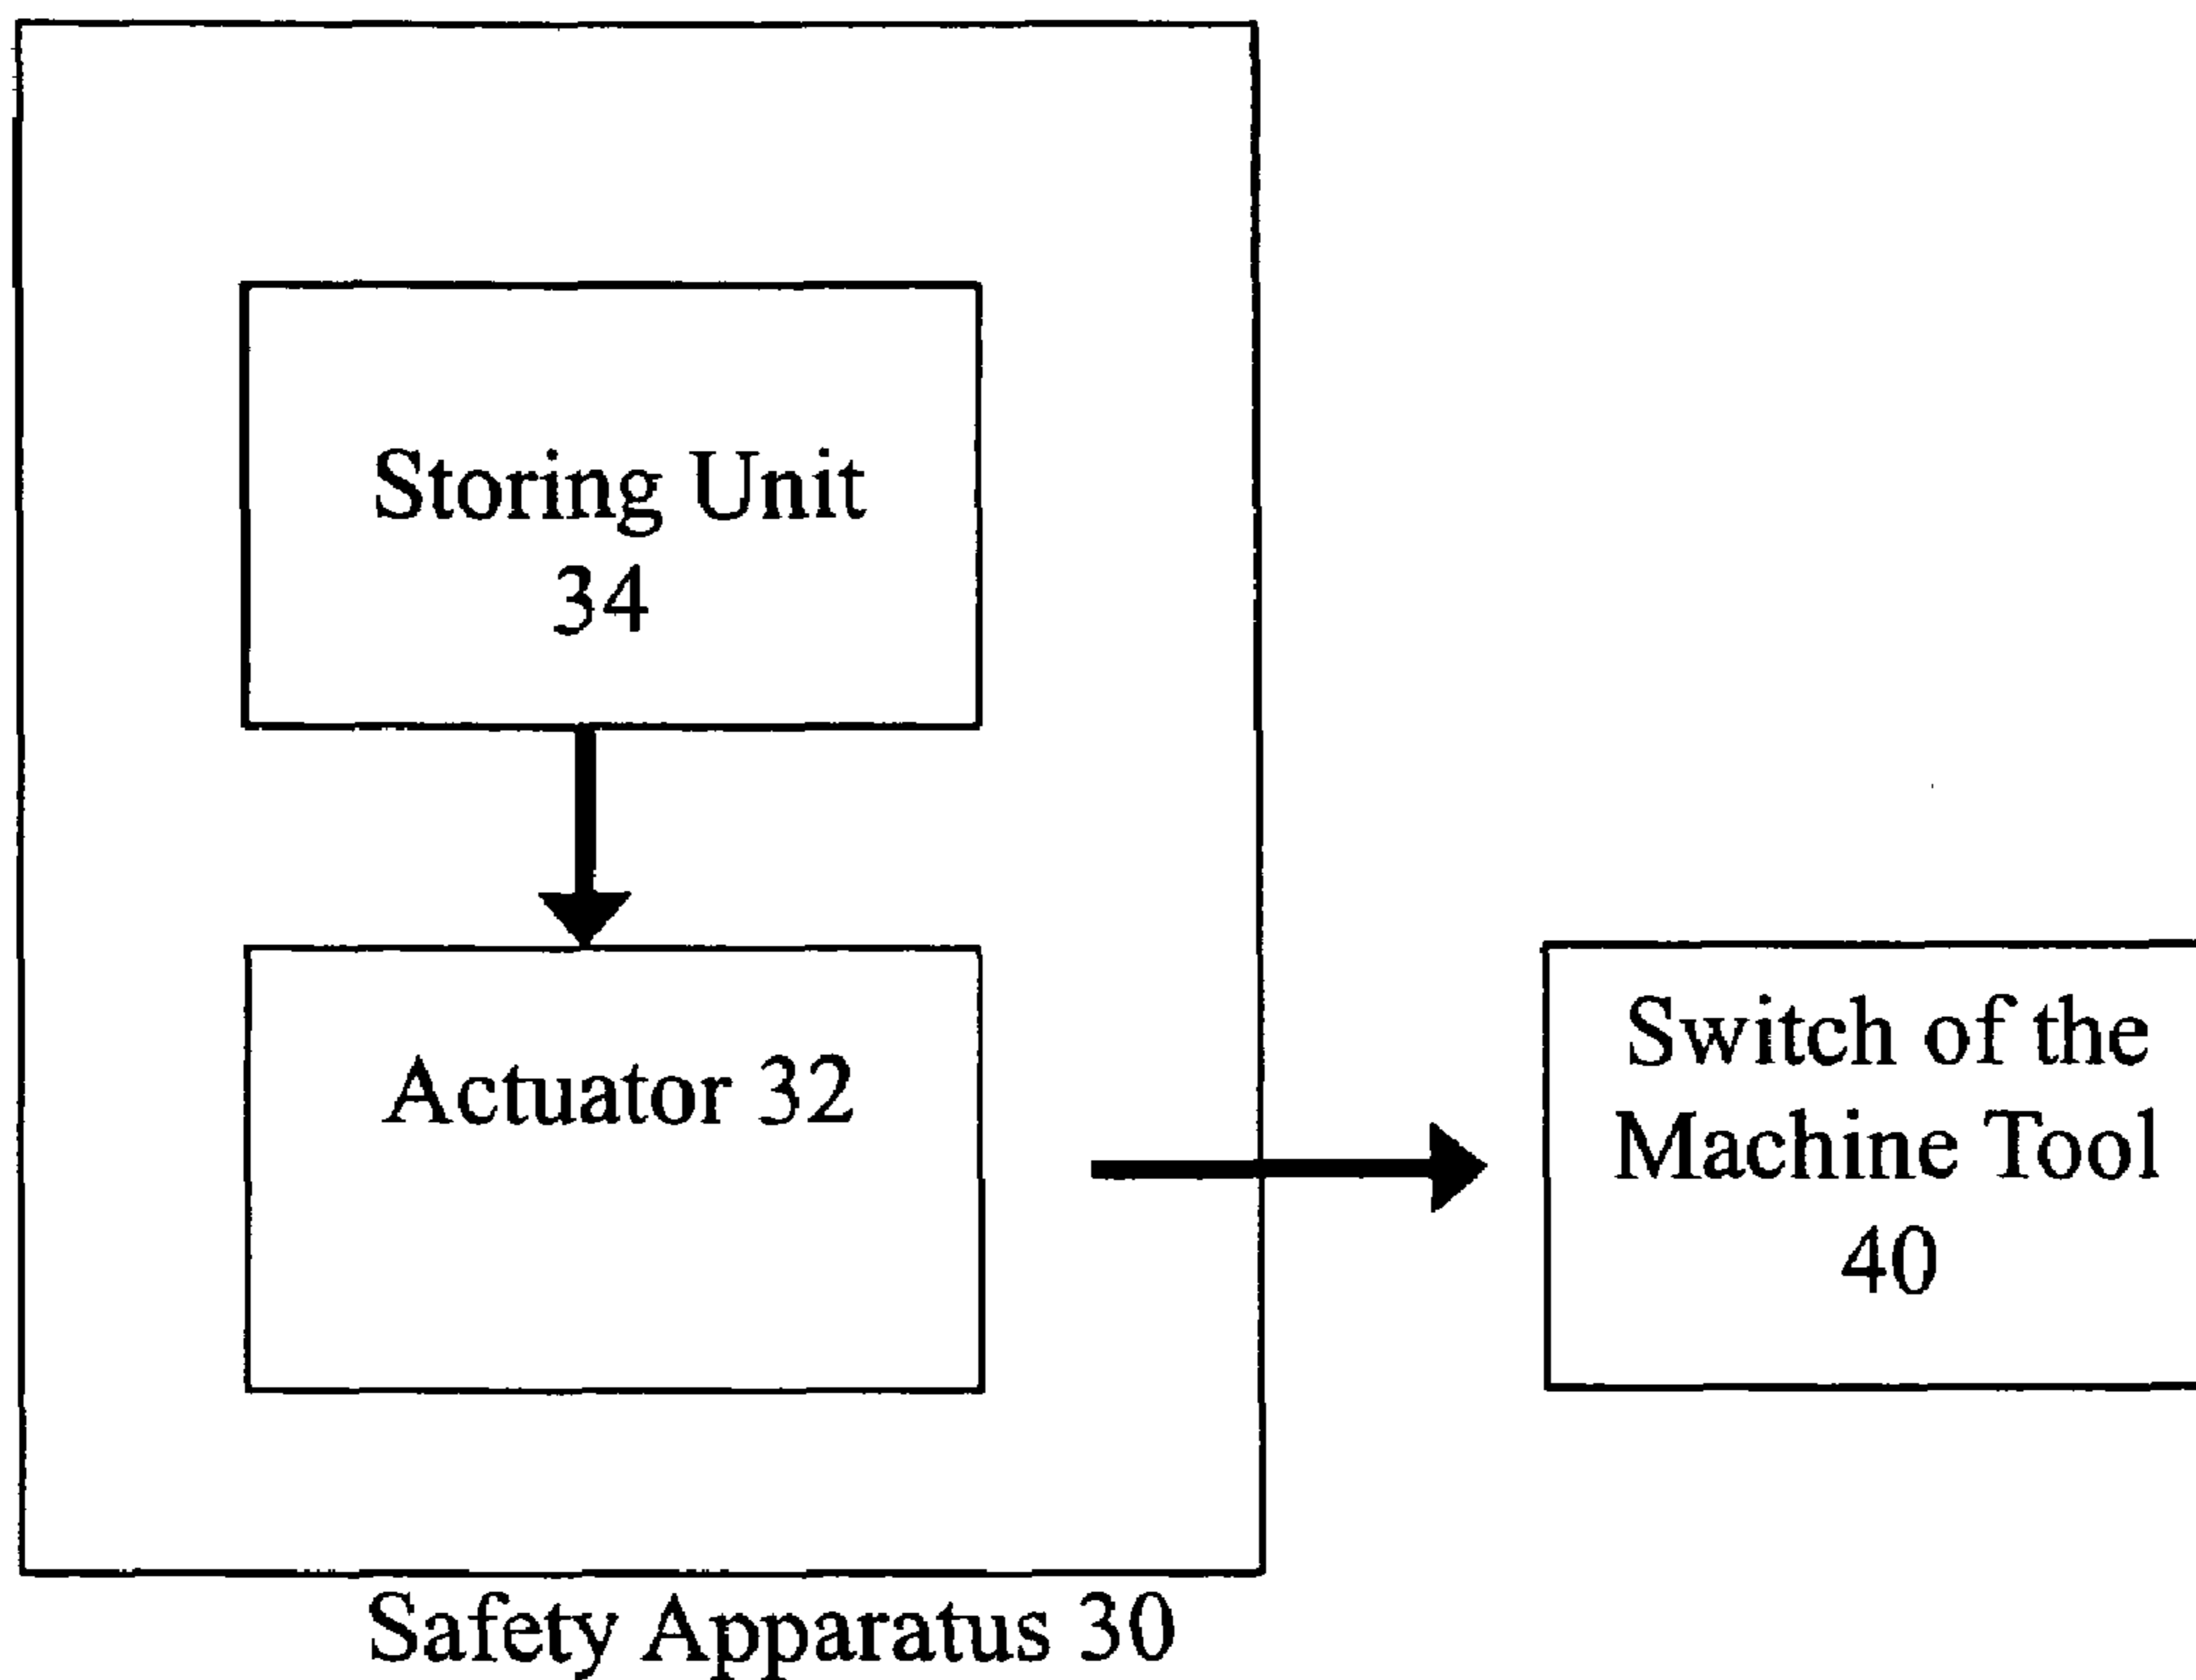 Storing Unit
34
Actuator 32
Switch of the
Machine Tool
40
Safety Apparatus 30